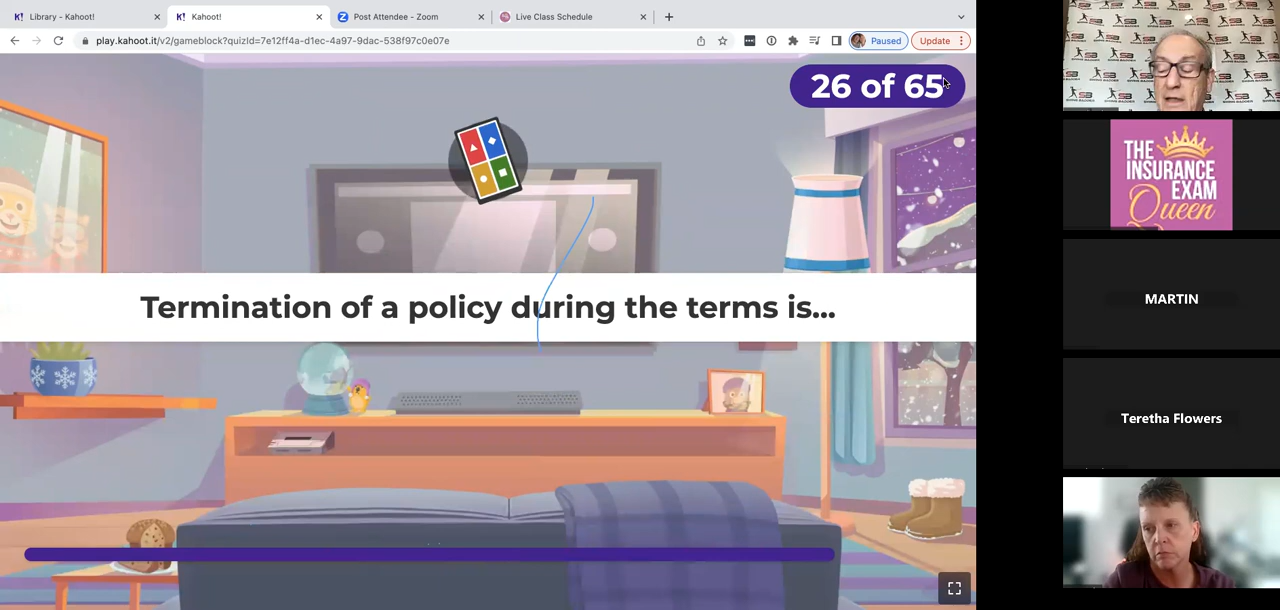 Library - Kahoot!
Kahoot!
Post Attendee - Zoom
Live Class Schedule
play.kahoot.it/v2/gameblock?quizId=7e12ff4a-d1ec-4a97-9dac-538f97c0e07e
Paused
Update
26 of 65
Termination of a policy during the terms is...
THE
INSURANCE
EXAM
Queen
MARTIN
Teretha Flowers